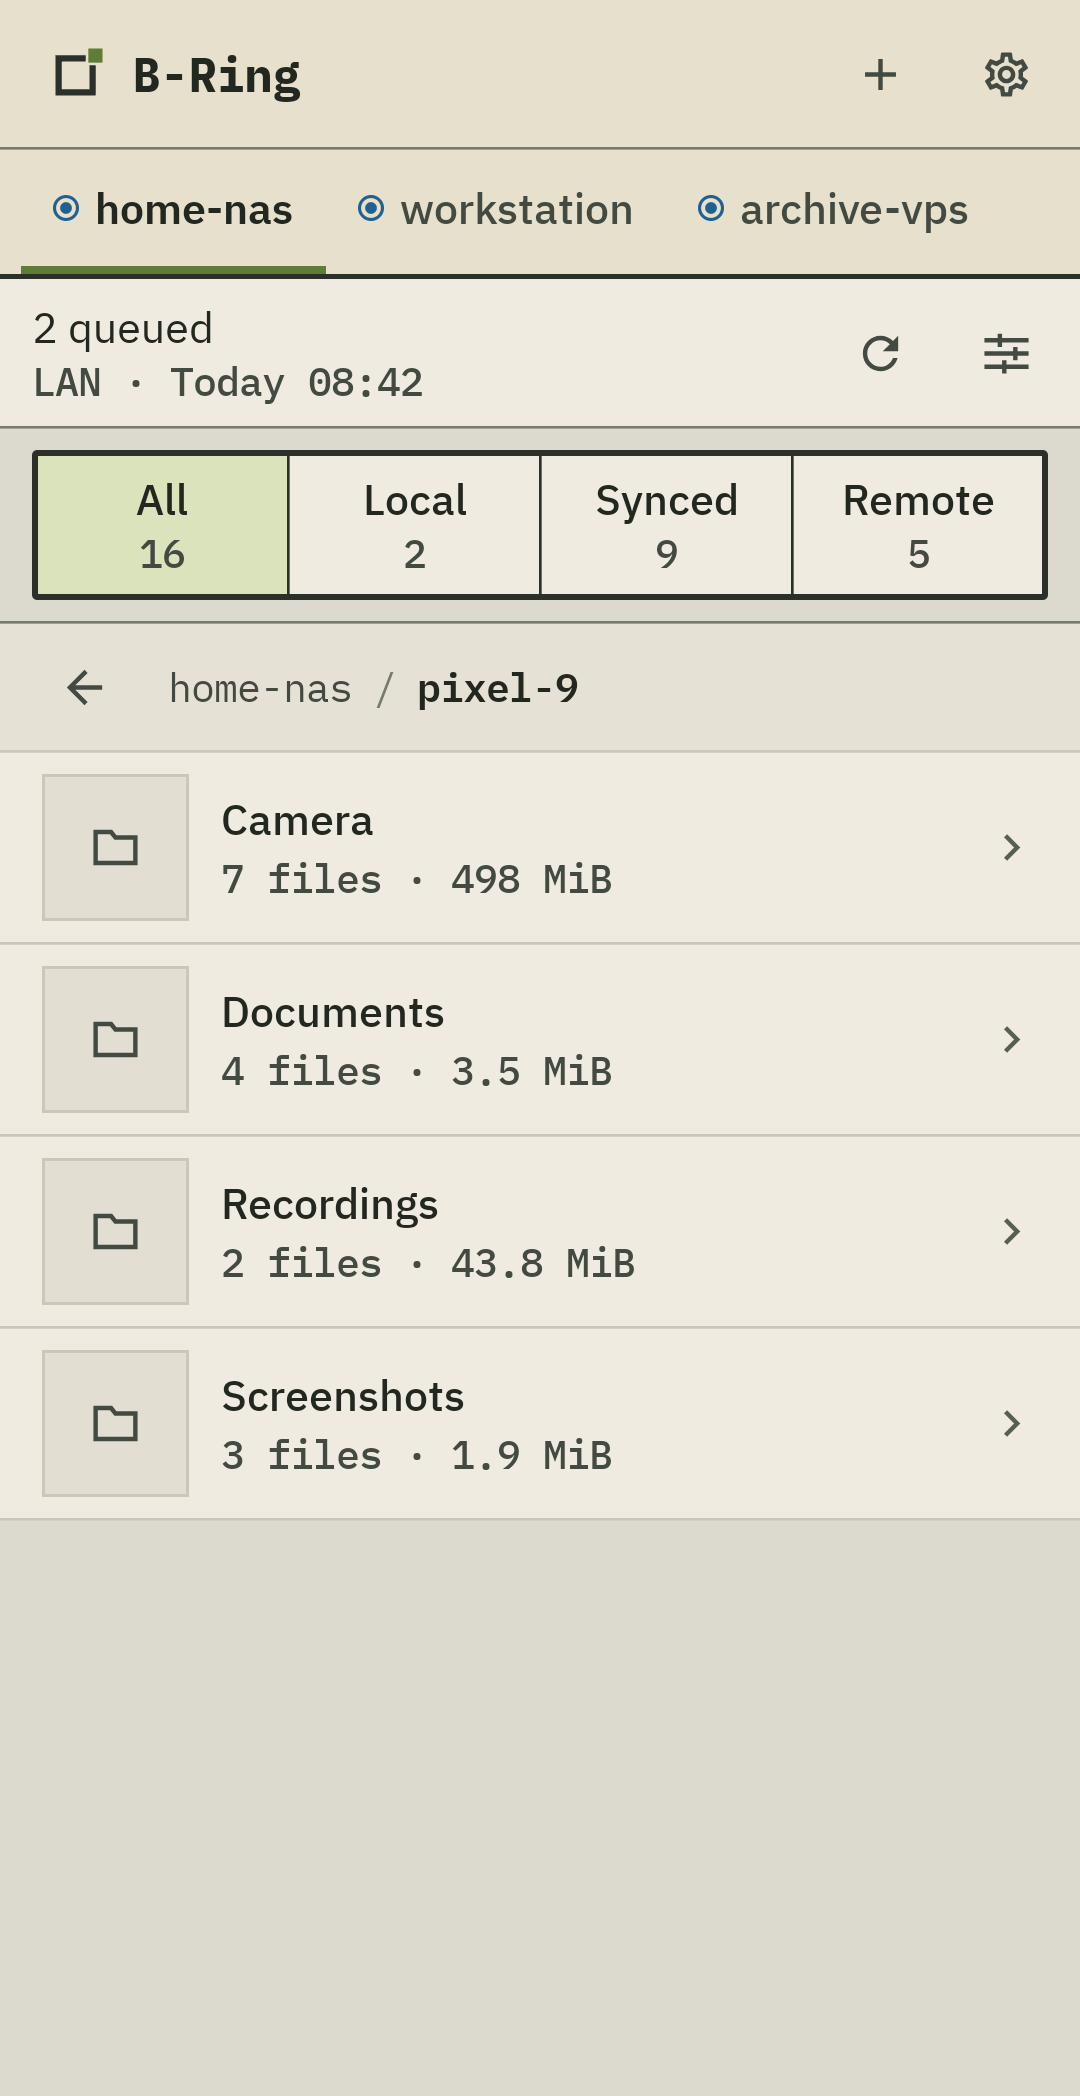 B-Ring
home-nas workstation archive-vps
2 queued
LAN · Today 08:42
All Local Synced Remote
16 2 9 5
home-nas / pixel-9
Camera
7 files · 498 MiB
Documents
4 files · 3.5 MiB
Recordings
2 files · 43.8 MiB
Screenshots
3 files · 1.9 MiB